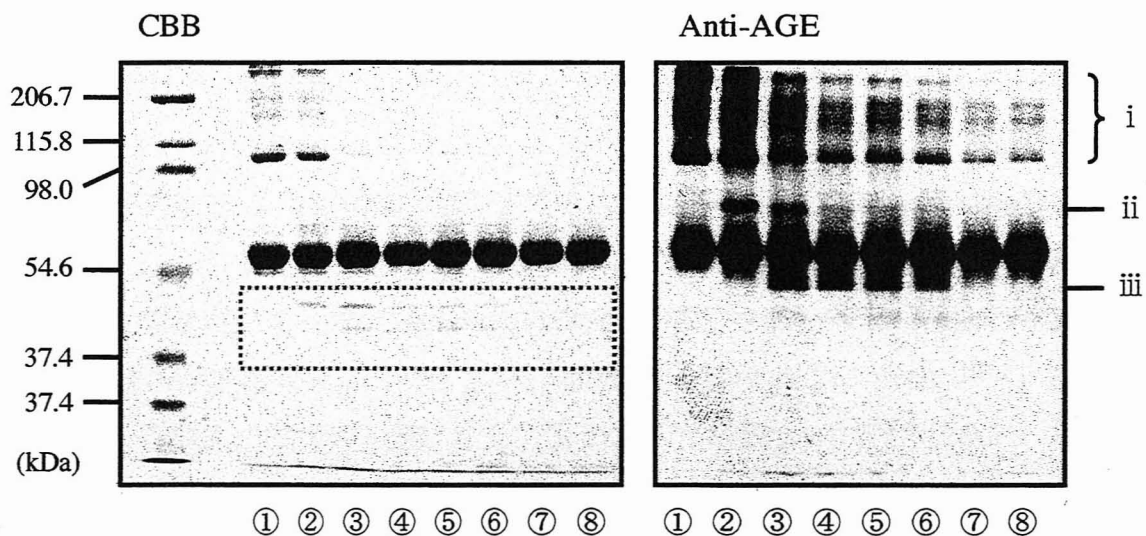 CBB
Anti-AGE
206.7
115.8
98.0
54.6
37.4
37.4
(kDa)
i
ii
iii
① ② ③ ④ ⑤ ⑥ ⑦ ⑧
① ② ③ ④ ⑤ ⑥ ⑦ ⑧